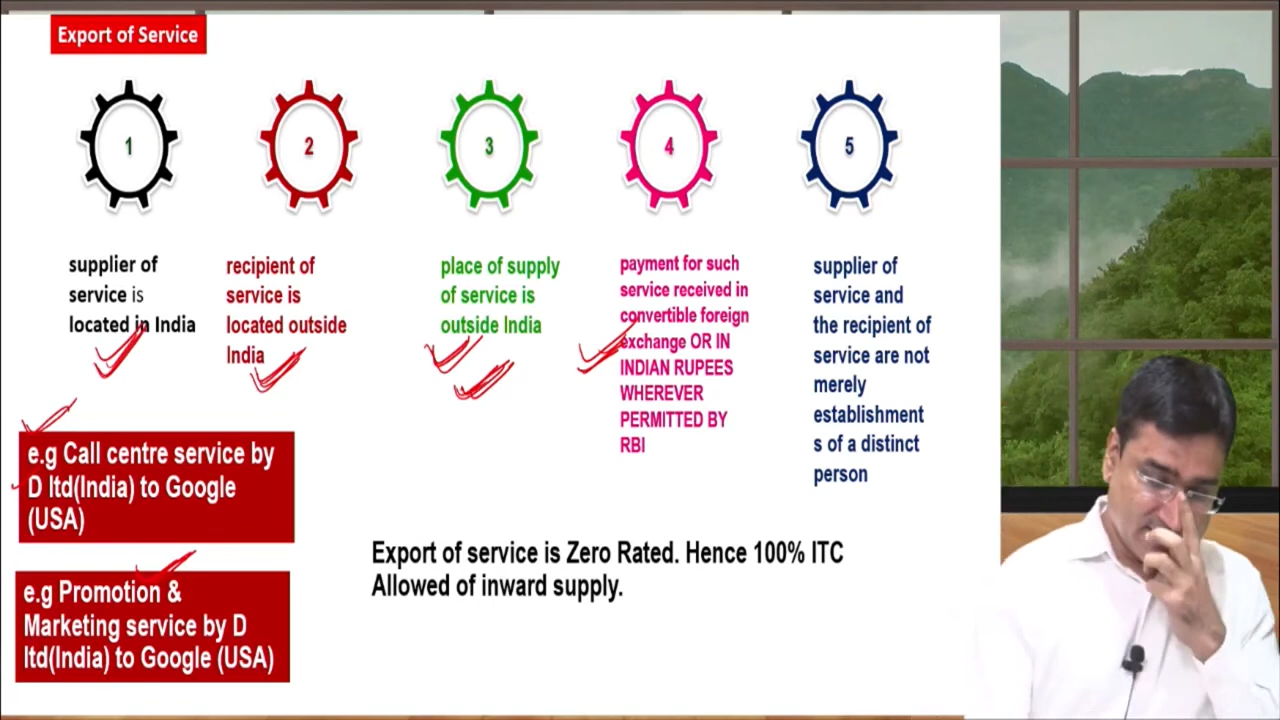 Export of Service
1
2
3
4
5
supplier of
service is
located in India
recipient of
service is
located outside
India
place of supply
of service is
outside India
payment for such
service received in
convertible foreign
exchange OR IN
INDIAN RUPEES
WHEREVER
PERMITTED BY
RBI
supplier of
service and
the recipient of
service are not
merely
establishment
s of a distinct
person
e.g Call centre service by
D ltd(India) to Google
(USA)
e.g Promotion &
Marketing service by D
ltd(India) to Google (USA)
Export of service is Zero Rated. Hence 100% ITC
Allowed of inward supply.